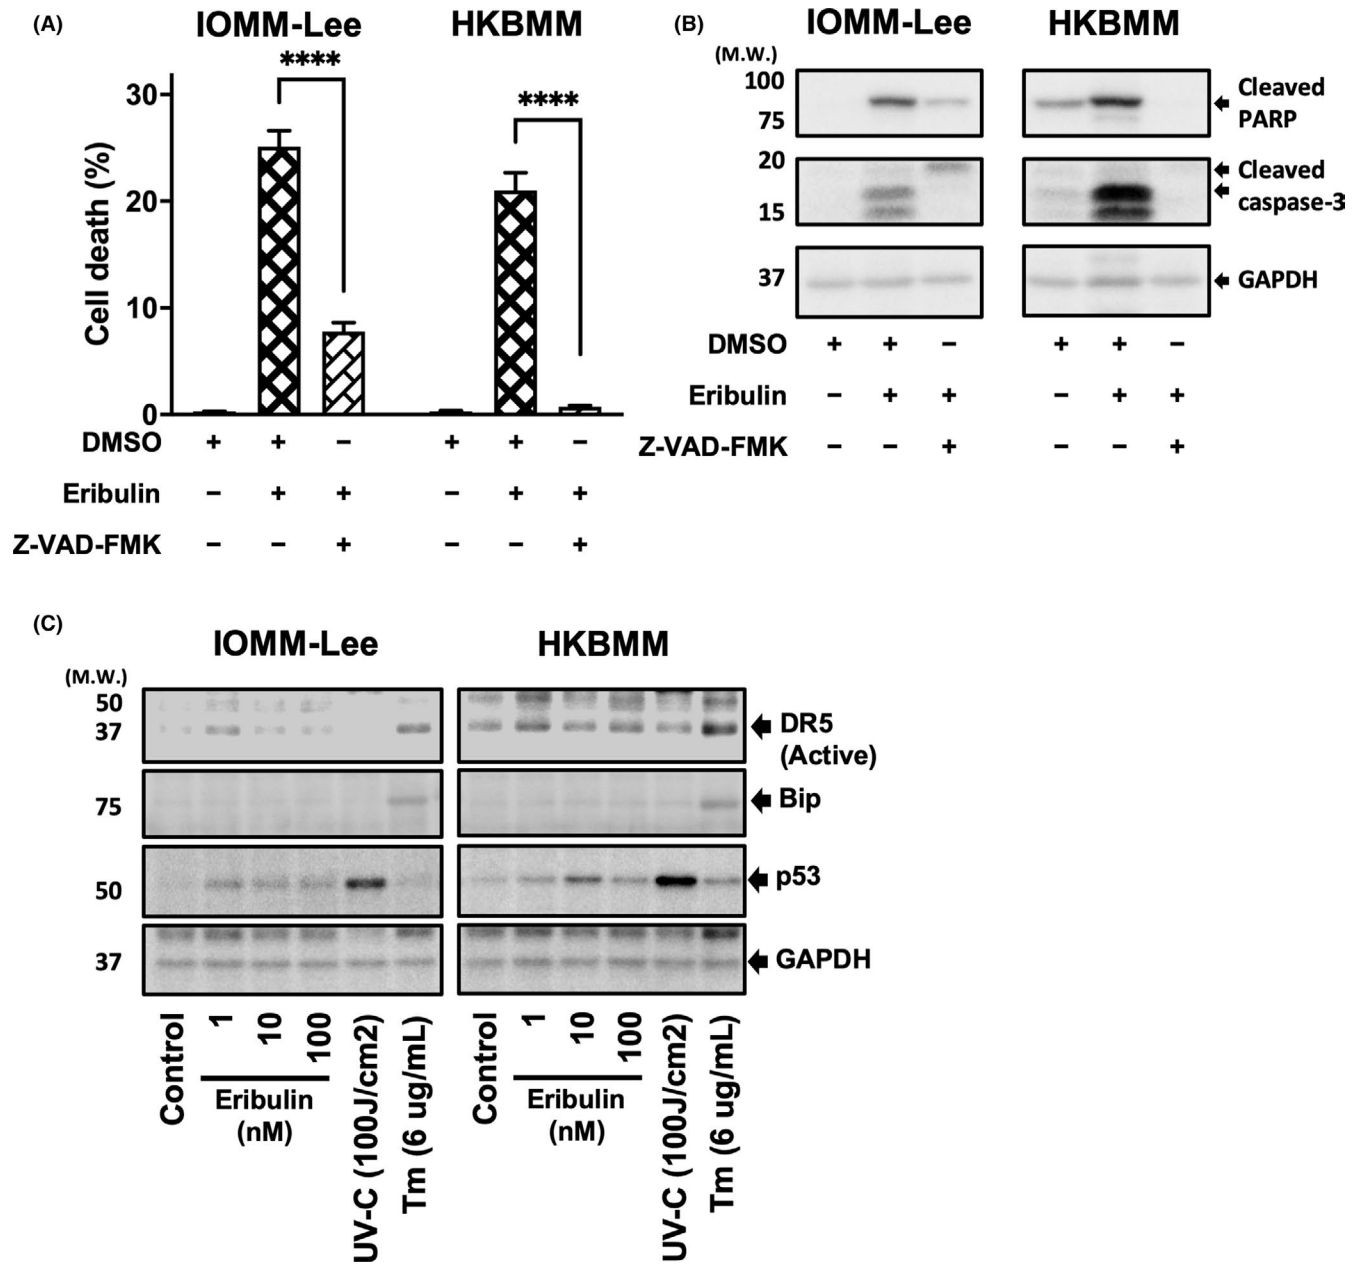 (A)
IOMM-Lee HKBMM
**** ****
Cell death (%)
30
20
10
0
DMSO + + − + + −
Eribulin − + + − + +
Z-VAD-FMK − − + − − +
(B)
IOMM-Lee HKBMM
(M.W.)
100
75
Cleaved
PARP
20
15
Cleaved
caspase-3
37
GAPDH
DMSO + + − + + −
Eribulin − + + − + +
Z-VAD-FMK − − + − − +
(C)
IOMM-Lee HKBMM
(M.W.)
50
37
DR5
(Active)
75
Bip
50
p53
37
GAPDH
Control
1
10
100
Eribulin
(nM)
UV-C (100J/cm2)
Tm (6 ug/mL)
Control
1
10
100
Eribulin
(nM)
UV-C (100J/cm2)
Tm (6 ug/mL)